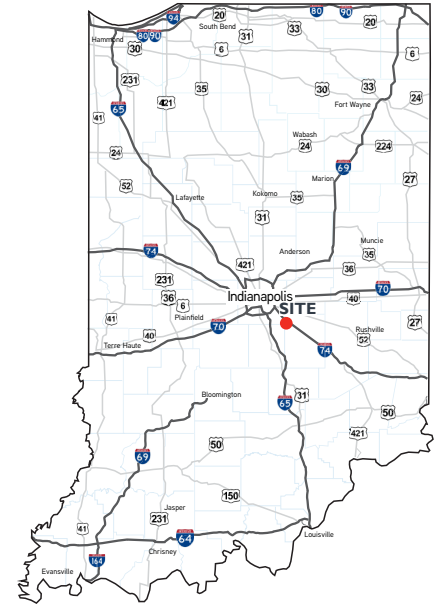 94
20
South Bend
80
90
20
Hammond
80 90
31
33
30
6
6
231
35
30
33
421
Fort Wayne
24
65
41
Wabash
24
224
24
69
Marion
27
52
Lafayette
Kokomo
35
31
Anderson
Muncie
74
35
421
36
231
70
36
6
Indianapolis
40
Plainfield
SITE
41
70
27
40
Rushville
52
Terre Haute
74
Bloomington
31
65
50
421
50
69
150
Jasper
231
41
64
Louisville
Chrisney
164
Evansville